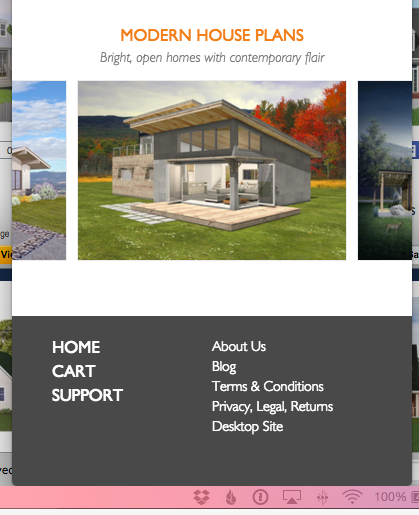 MODERN HOUSE PLANS
Bright, open homes with contemporary flair
HOME
CART
SUPPORT
About Us
Blog
Terms & Conditions
Privacy, Legal, Returns
Desktop Site
100%